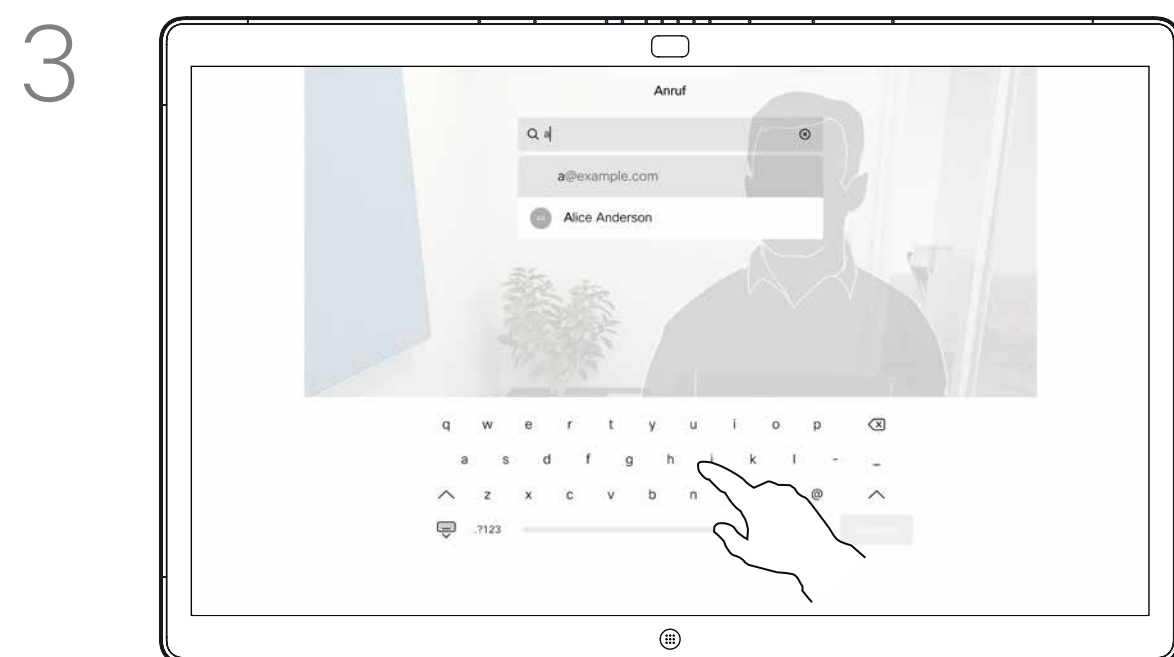 3
Anruf
a
a@example.com
Alice Anderson
q w e r t y u i o p
a s d f g h j k l - _
z x c v b n @
.?123